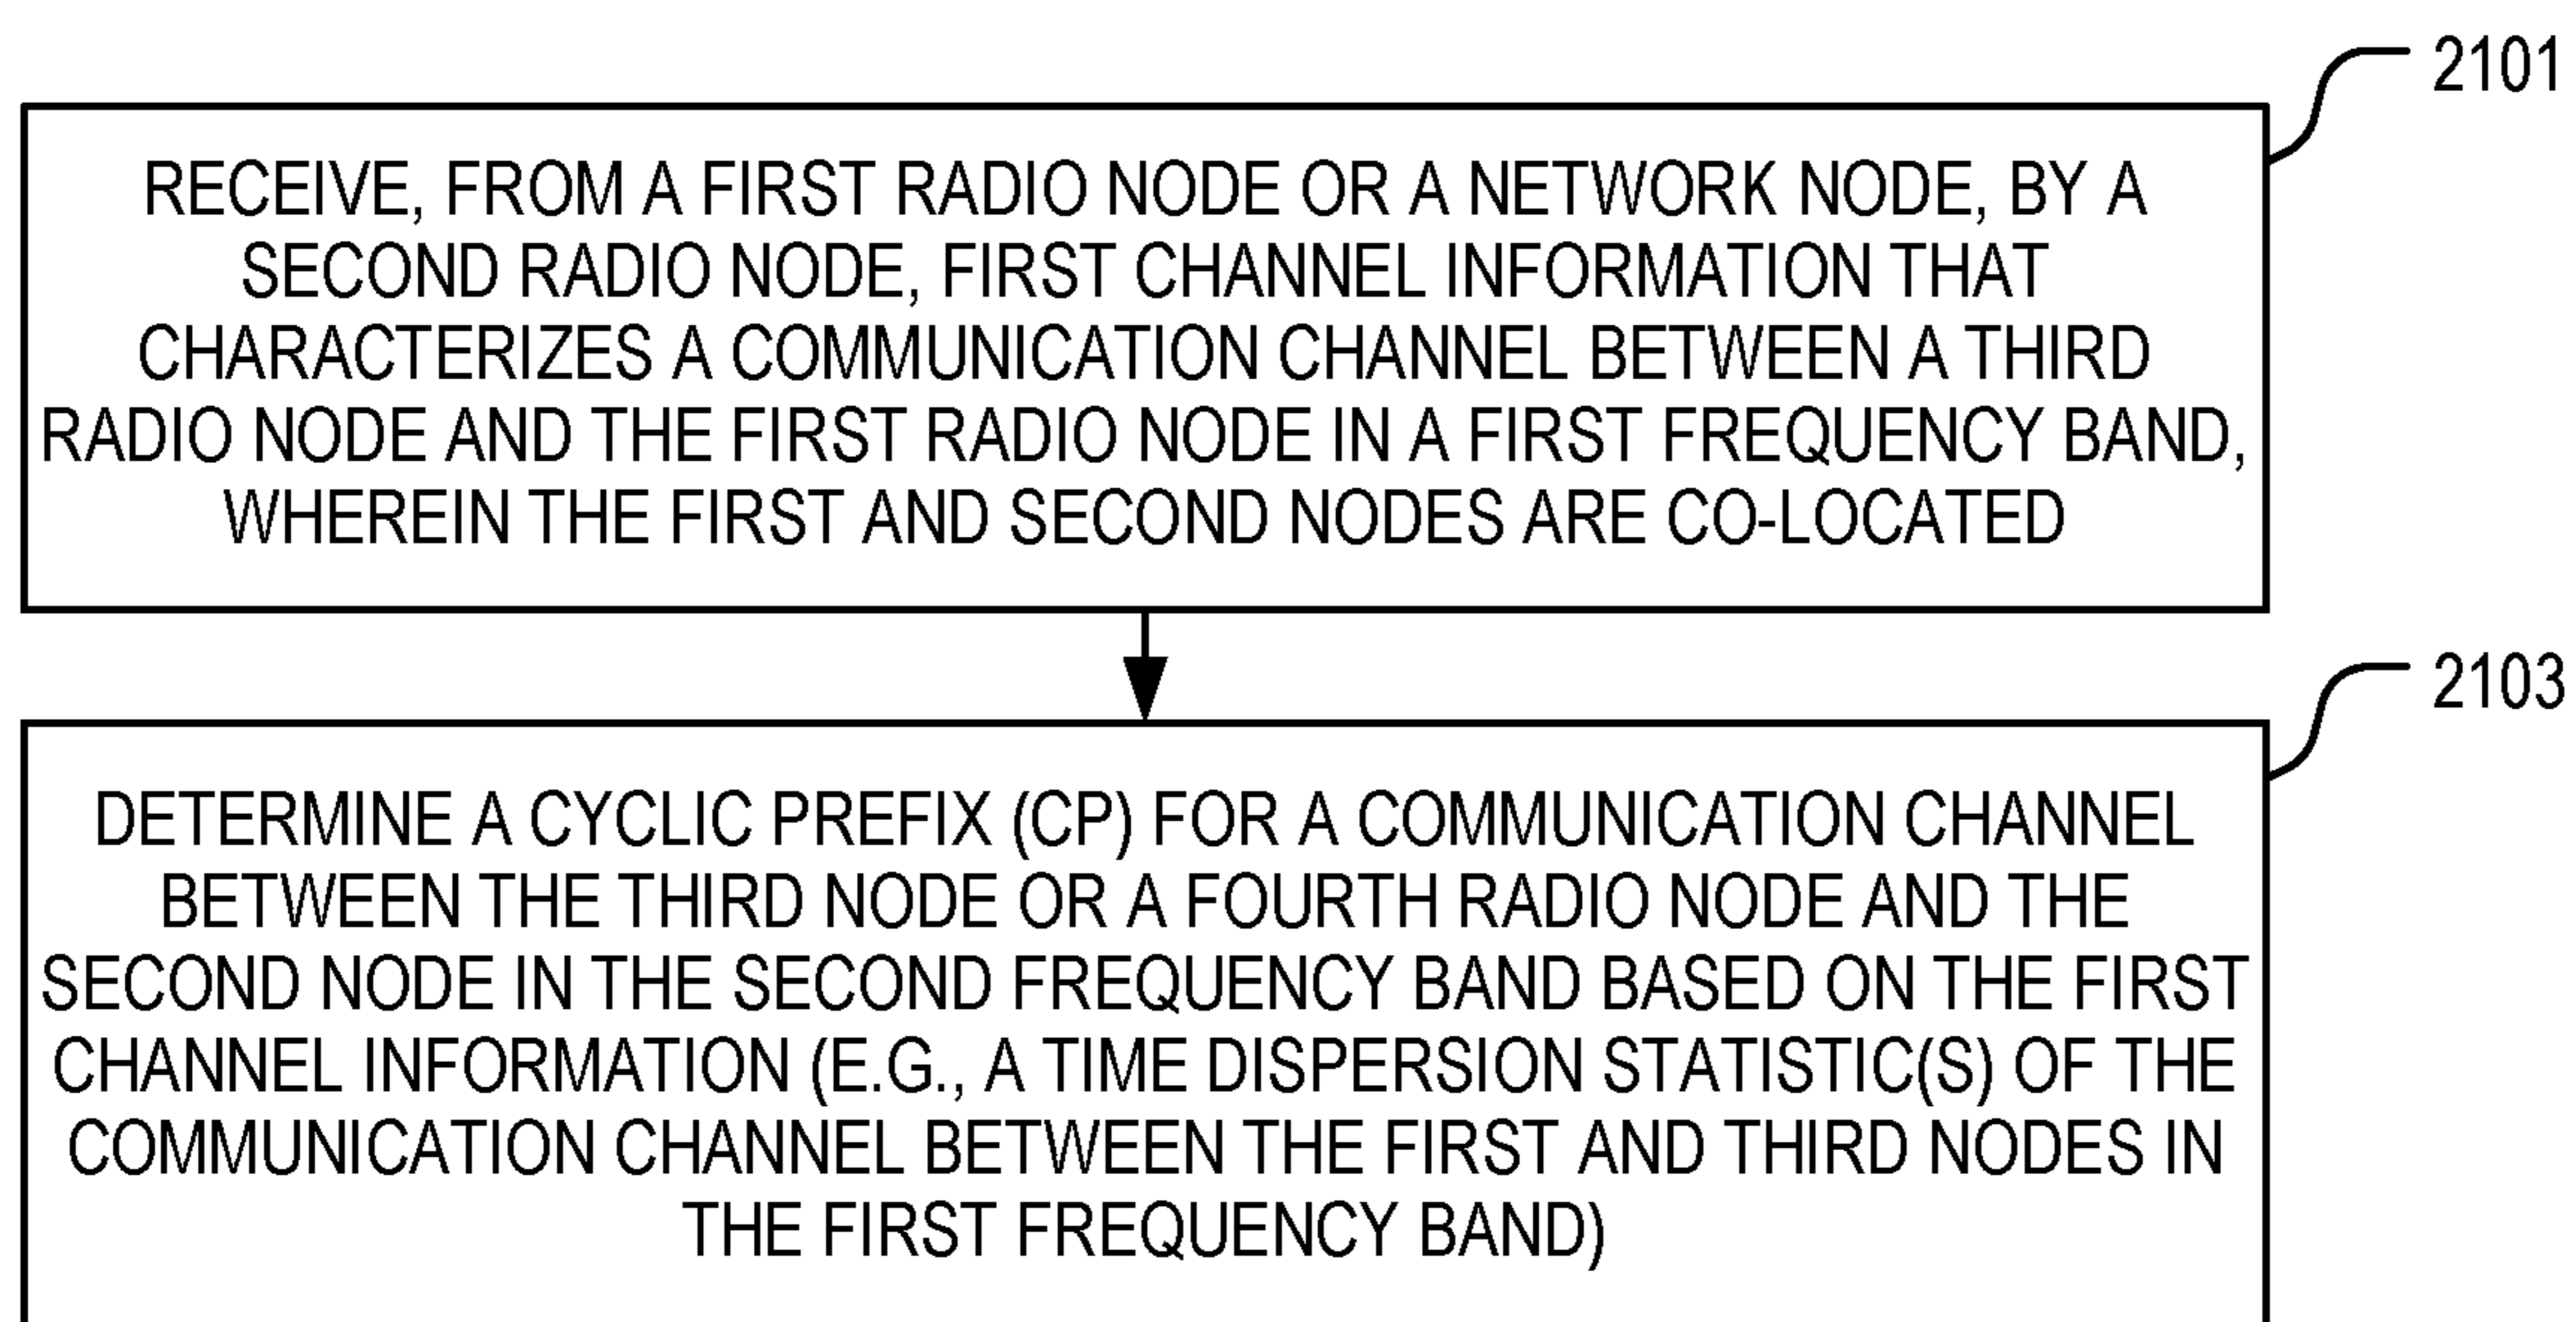 2101
RECEIVE, FROM A FIRST RADIO NODE OR A NETWORK NODE, BY A
SECOND RADIO NODE, FIRST CHANNEL INFORMATION THAT
CHARACTERIZES A COMMUNICATION CHANNEL BETWEEN A THIRD
RADIO NODE AND THE FIRST RADIO NODE IN A FIRST FREQUENCY BAND,
WHEREIN THE FIRST AND SECOND NODES ARE CO-LOCATED
2103
DETERMINE A CYCLIC PREFIX (CP) FOR A COMMUNICATION CHANNEL
BETWEEN THE THIRD NODE OR A FOURTH RADIO NODE AND THE
SECOND NODE IN THE SECOND FREQUENCY BAND BASED ON THE FIRST
CHANNEL INFORMATION (E.G., A TIME DISPERSION STATISTIC(S) OF THE
COMMUNICATION CHANNEL BETWEEN THE FIRST AND THIRD NODES IN
THE FIRST FREQUENCY BAND)